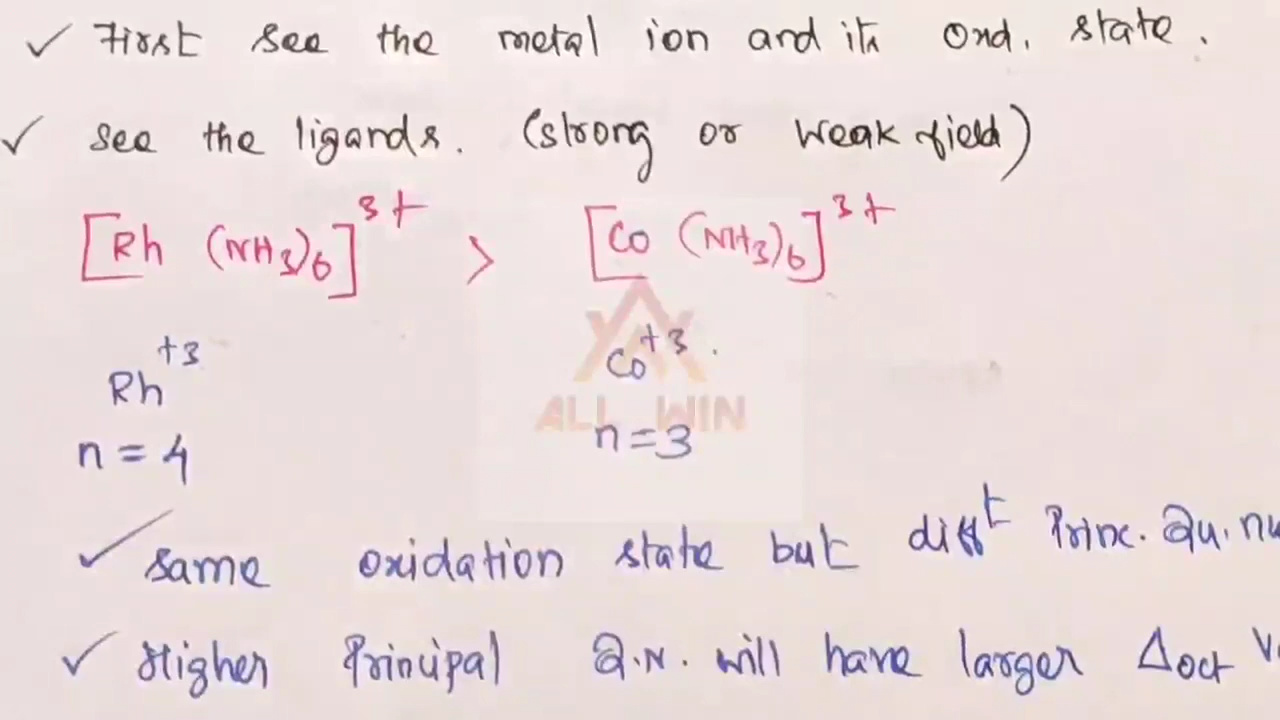 ✓ First see the metal ion and its Oxd. state.
✓ see the ligands. (strong or weak field)
[Rh (NH3)6]3+ > [Co (NH3)6]3+
Rh+3 Co+3.
ALL WIN
n = 4 n = 3
✓ same oxidation state but difft Princ. Qu. nu
✓ Higher Principal Q.N. will have larger Δoct V